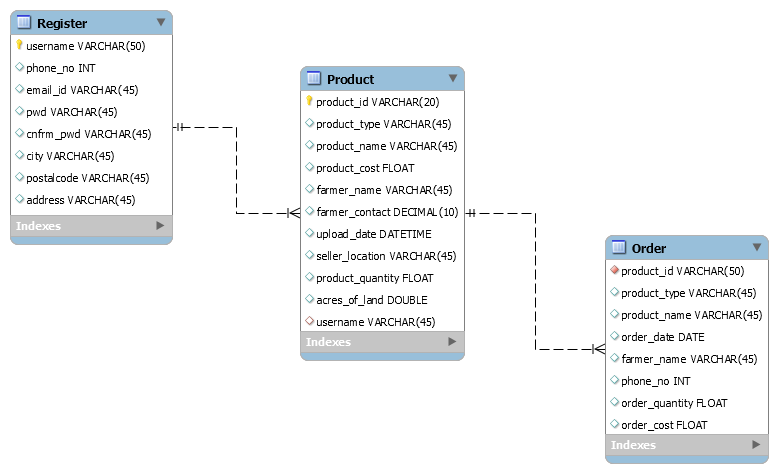 Register
username VARCHAR(50)
phone_no INT
email_id VARCHAR(45)
pwd VARCHAR(45)
cnfrm_pwd VARCHAR(45)
city VARCHAR(45)
postalcode VARCHAR(45)
address VARCHAR(45)
Indexes
Product
product_id VARCHAR(20)
product_type VARCHAR(45)
product_name VARCHAR(45)
product_cost FLOAT
farmer_name VARCHAR(45)
farmer_contact DECIMAL(10)
upload_date DATETIME
seller_location VARCHAR(45)
product_quantity FLOAT
acres_of_land DOUBLE
username VARCHAR(45)
Indexes
Order
product_id VARCHAR(50)
product_type VARCHAR(45)
product_name VARCHAR(45)
order_date DATE
farmer_name VARCHAR(45)
phone_no INT
order_quantity FLOAT
order_cost FLOAT
Indexes